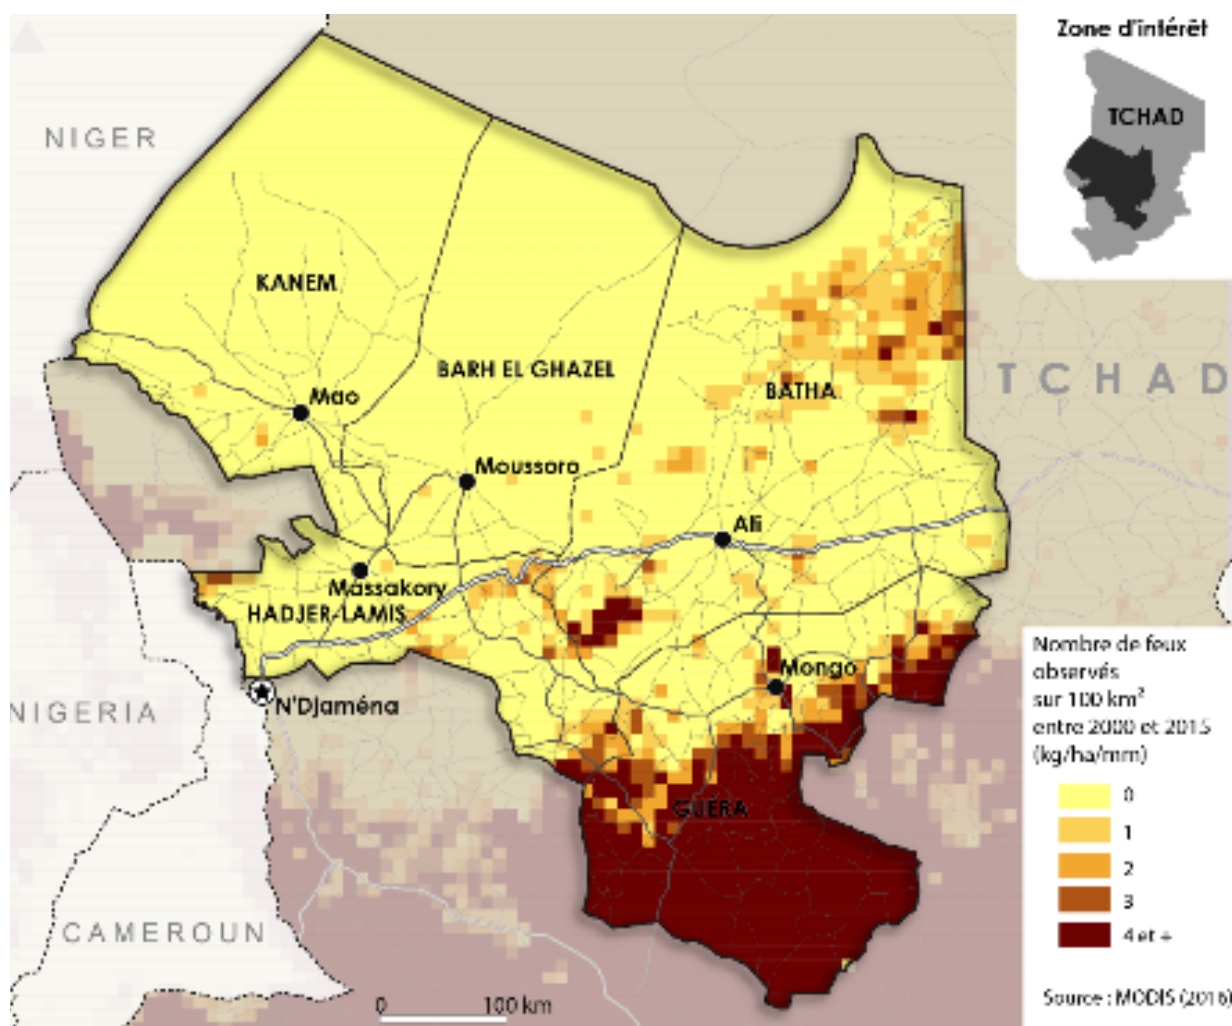 Zone d'intérêt
TCHAD
NIGER
KANEM
BARH EL GHAZEL
BATHA
TCHAD
Mao
Moussoro
Ati
Massakory
HADJER-LAMIS
Mongo
N'Djaména
NIGERIA
GUÉRA
CAMEROUN
0 100 km
Nombre de feux
observés
sur 100 km²
entre 2000 et 2015
(kg/ha/mm)
0
1
2
3
4 et +
Source : MODIS (2016)